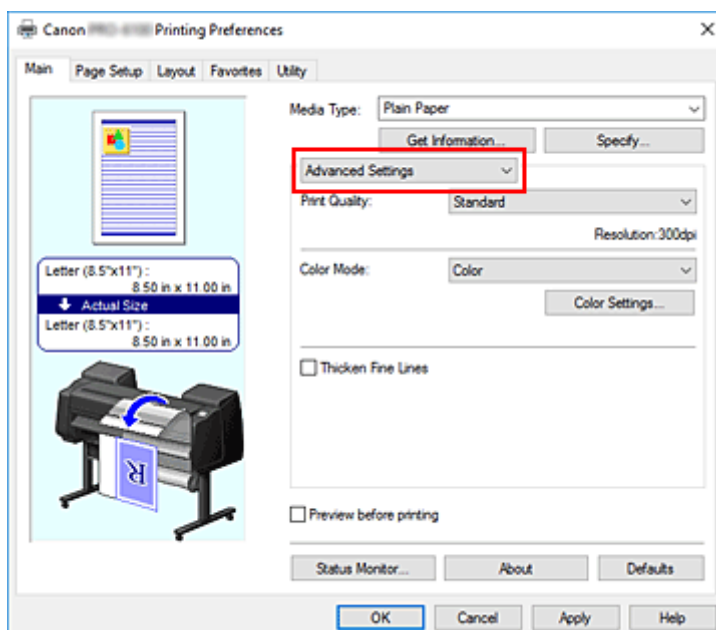 Canon Printing Preferences
Main Page Setup Layout Favorites Utility
Media Type: Plain Paper
Get Information... Specify...
Advanced Settings
Print Quality: Standard
Resolution:300dpi
Letter (8.5"x11") :
8.50 in x 11.00 in
Actual Size
Letter (8.5"x11") :
8.50 in x 11.00 in
R
Color Mode: Color
Color Settings...
Thicken Fine Lines
Preview before printing
Status Monitor... About Defaults
OK Cancel Apply Help